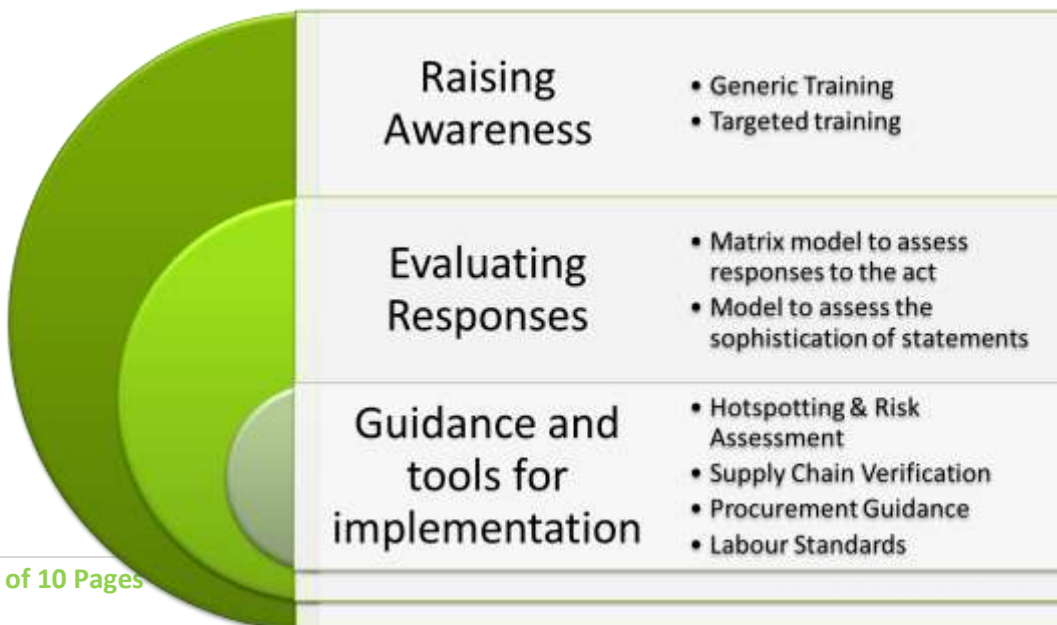 Raising
Awareness
• Generic Training
• Targeted training
Evaluating
Responses
• Matrix model to assess
responses to the act
• Model to assess the
sophistication of statements
Guidance and
tools for
implementation
• Hotspotting & Risk
Assessment
• Supply Chain Verification
• Procurement Guidance
• Labour Standards
of 10 Pages